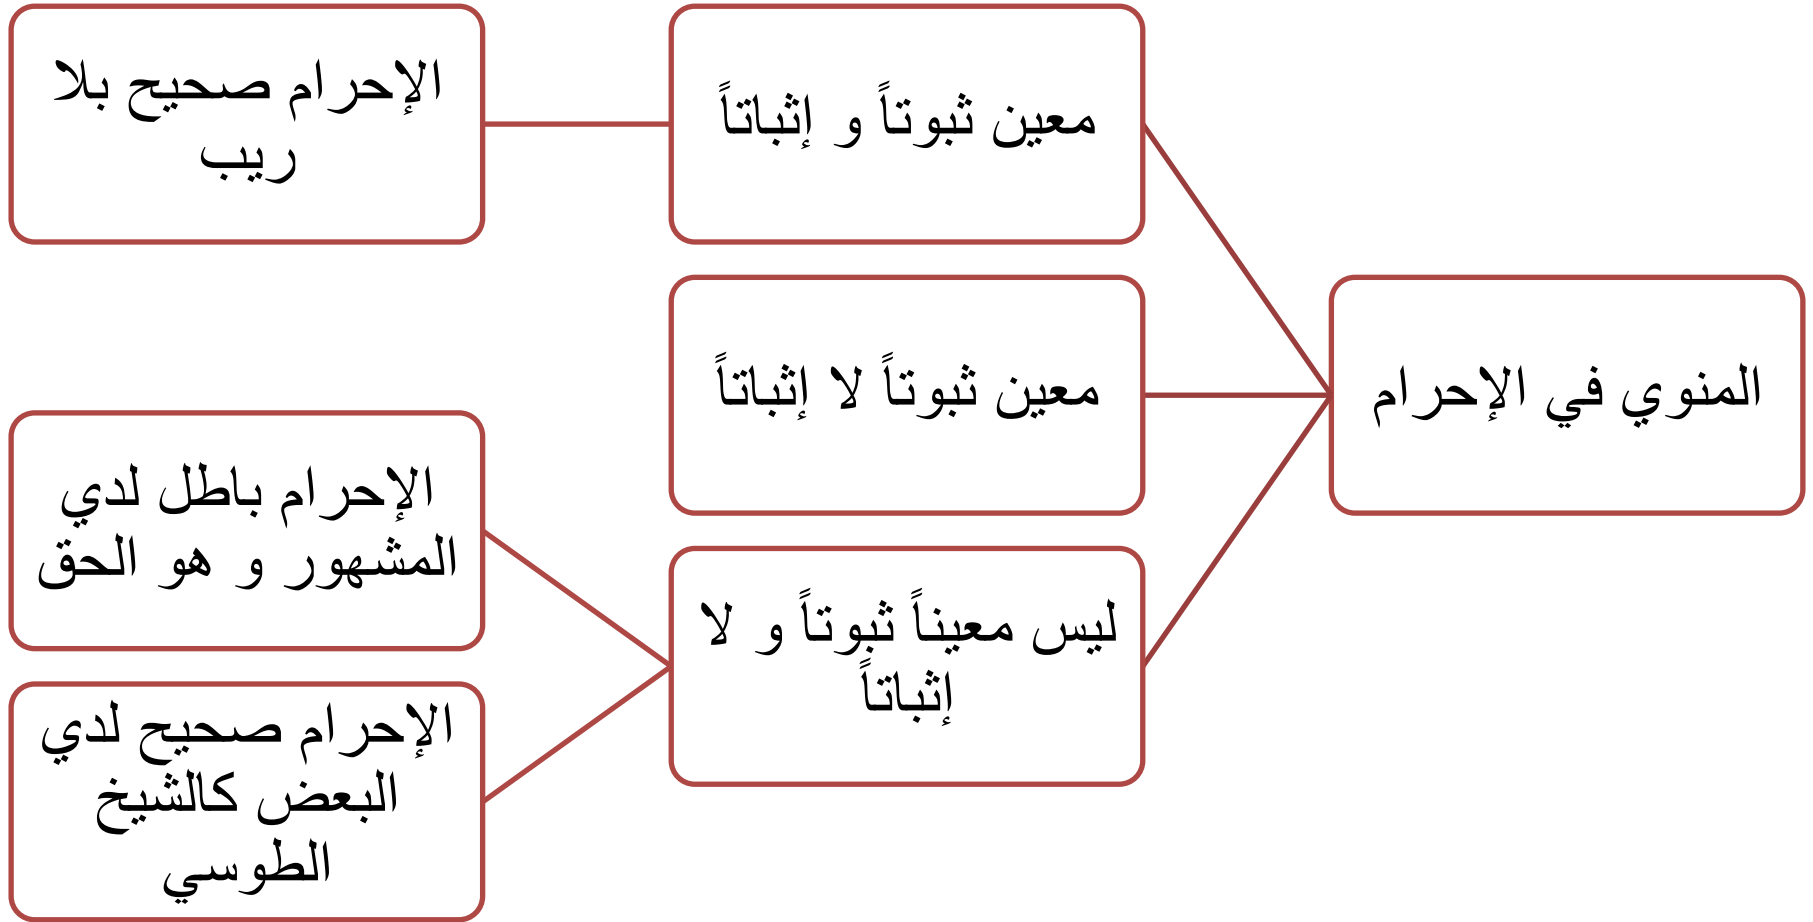 المنوي في الإحرام
معين ثبوتاً و إثباتاً
الإحرام صحيح بلا
ريب
معين ثبوتاً لا إثباتاً
ليس معيناً ثبوتاً و لا
إثباتاً
الإحرام باطل لدي
المشهور و هو الحق
الإحرام صحيح لدي
البعض كالشيخ
الطوسي